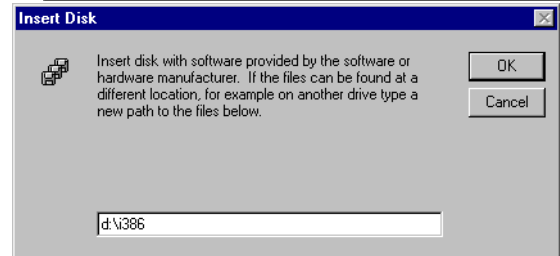 Insert Disk
Insert disk with software provided by the software or
hardware manufacturer. If the files can be found at a
different location, for example on another drive type a
new path to the files below.
OK
Cancel
d:\i386